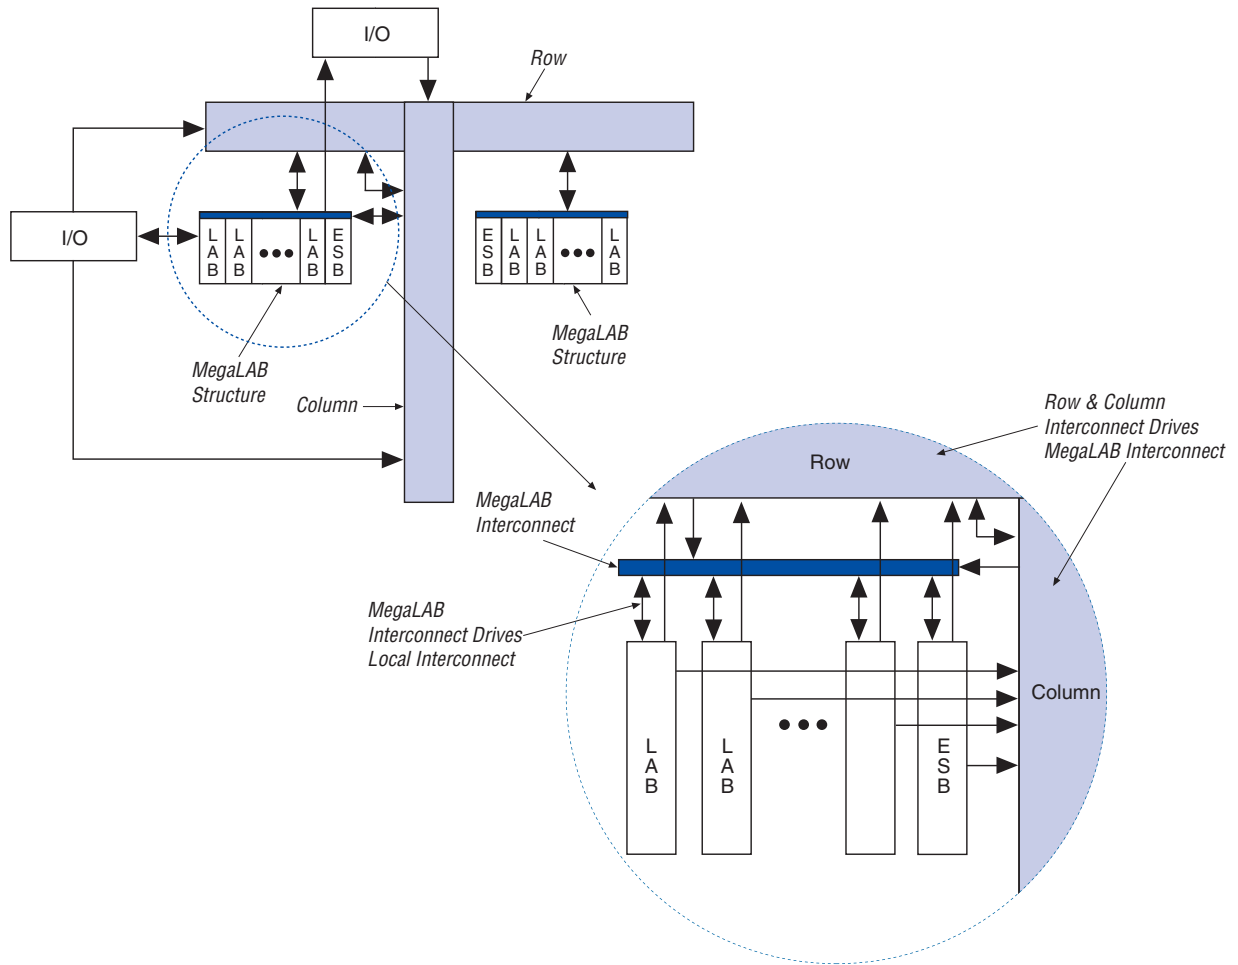 I/O
Row
I/O
L
A
B
L
A
B
L
A
B
E
S
B
E
S
B
L
A
B
L
A
B
L
A
B
MegaLAB
Structure
MegaLAB
Structure
Column
Row & Column
Interconnect Drives
MegaLAB Interconnect
Row
MegaLAB
Interconnect
MegaLAB
Interconnect Drives
Local Interconnect
Column
L
A
B
L
A
B
E
S
B